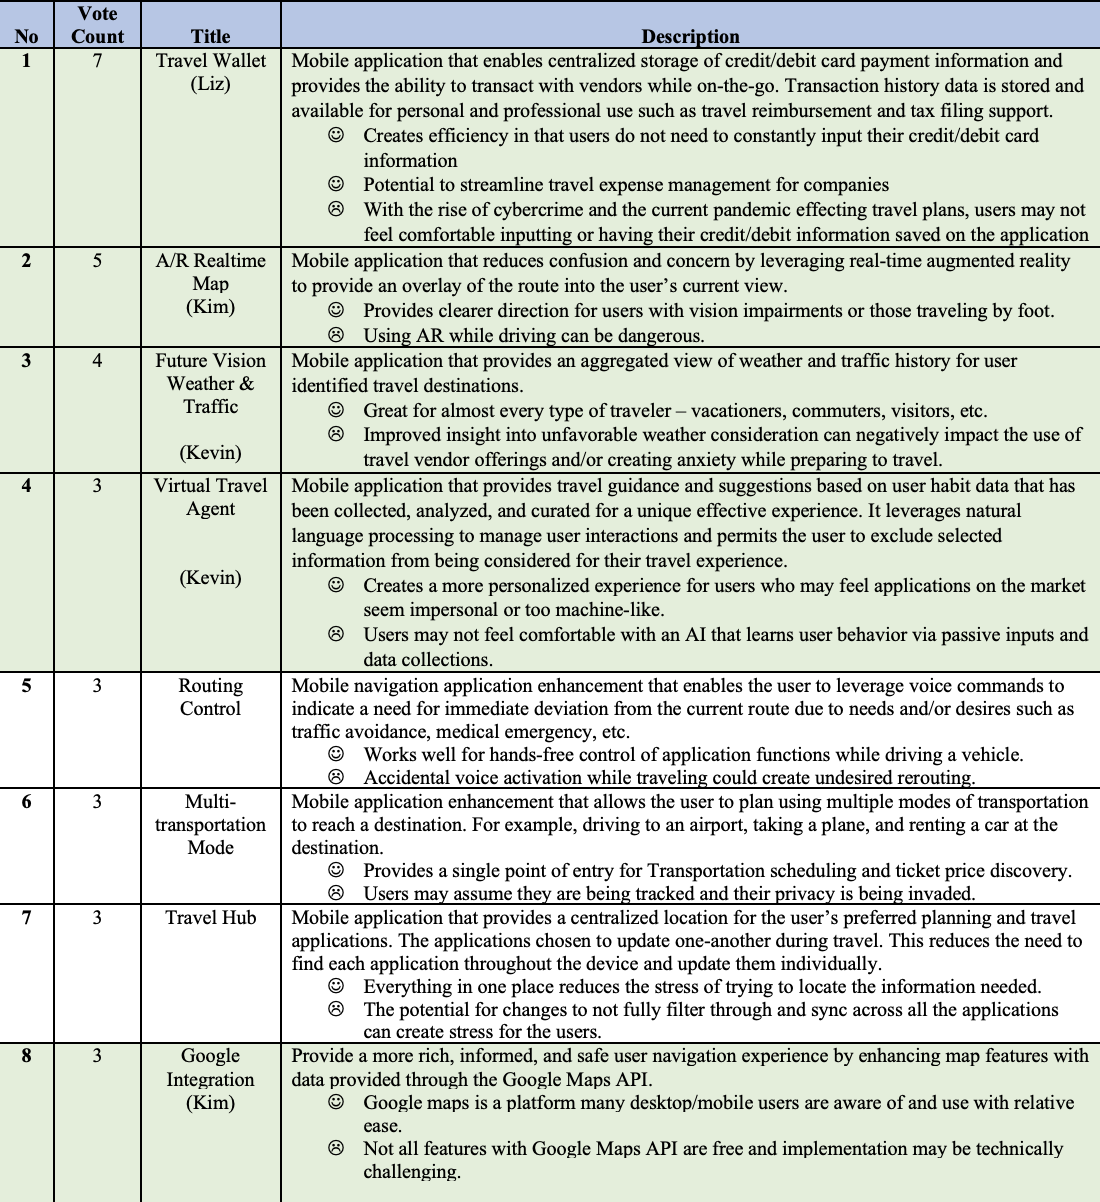 No
Vote
Count
Title
Description
1
7
Travel Wallet
(Liz)
Mobile application that enables centralized storage of credit/debit card payment information and
provides the ability to transact with vendors while on-the-go. Transaction history data is stored and
available for personal and professional use such as travel reimbursement and tax filing support.
☺ Creates efficiency in that users do not need to constantly input their credit/debit card
information
☺ Potential to streamline travel expense management for companies
☹ With the rise of cybercrime and the current pandemic effecting travel plans, users may not
feel comfortable inputting or having their credit/debit information saved on the application
2
5
A/R Realtime
Map
(Kim)
Mobile application that reduces confusion and concern by leveraging real-time augmented reality
to provide an overlay of the route into the user’s current view.
☺ Provides clearer direction for users with vision impairments or those traveling by foot.
☹ Using AR while driving can be dangerous.
3
4
Future Vision
Weather &
Traffic
(Kevin)
Mobile application that provides an aggregated view of weather and traffic history for user
identified travel destinations.
☺ Great for almost every type of traveler – vacationers, commuters, visitors, etc.
☹ Improved insight into unfavorable weather consideration can negatively impact the use of
travel vendor offerings and/or creating anxiety while preparing to travel.
4
3
Virtual Travel
Agent
(Kevin)
Mobile application that provides travel guidance and suggestions based on user habit data that has
been collected, analyzed, and curated for a unique effective experience. It leverages natural
language processing to manage user interactions and permits the user to exclude selected
information from being considered for their travel experience.
☺ Creates a more personalized experience for users who may feel applications on the market
seem impersonal or too machine-like.
☹ Users may not feel comfortable with an AI that learns user behavior via passive inputs and
data collections.
5
3
Routing
Control
Mobile navigation application enhancement that enables the user to leverage voice commands to
indicate a need for immediate deviation from the current route due to needs and/or desires such as
traffic avoidance, medical emergency, etc.
☺ Works well for hands-free control of application functions while driving a vehicle.
☹ Accidental voice activation while traveling could create undesired rerouting.
6
3
Multi-
transportation
Mode
Mobile application enhancement that allows the user to plan using multiple modes of transportation
to reach a destination. For example, driving to an airport, taking a plane, and renting a car at the
destination.
☺ Provides a single point of entry for Transportation scheduling and ticket price discovery.
☹ Users may assume they are being tracked and their privacy is being invaded.
7
3
Travel Hub
Mobile application that provides a centralized location for the user’s preferred planning and travel
applications. The applications chosen to update one-another during travel. This reduces the need to
find each application throughout the device and update them individually.
☺ Everything in one place reduces the stress of trying to locate the information needed.
☹ The potential for changes to not fully filter through and sync across all the applications
can create stress for the users.
8
3
Google
Integration
(Kim)
Provide a more rich, informed, and safe user navigation experience by enhancing map features with
data provided through the Google Maps API.
☺ Google maps is a platform many desktop/mobile users are aware of and use with relative
ease.
☹ Not all features with Google Maps API are free and implementation may be technically
challenging.